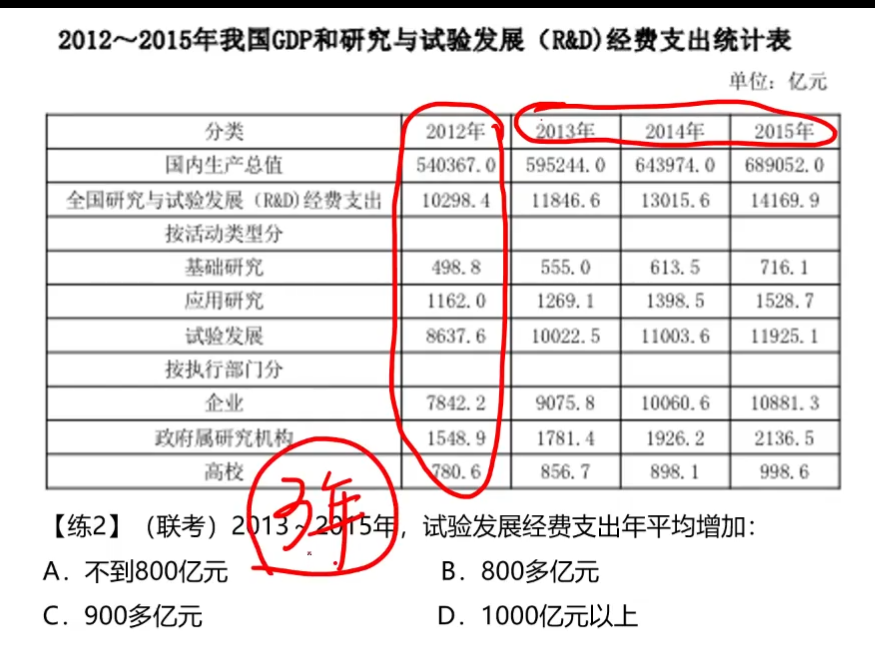 2012~2015年我国GDP和研究与试验发展（R&D)经费支出统计表
单位：亿元
分类 2012年 2013年 2014年 2015年
国内生产总值 540367.0 595244.0 643974.0 689052.0
全国研究与试验发展（R&D)经费支出 10298.4 11846.6 13015.6 14169.9
按活动类型分
基础研究 498.8 555.0 613.5 716.1
应用研究 1162.0 1269.1 1398.5 1528.7
试验发展 8637.6 10022.5 11003.6 11925.1
按执行部门分
企业 7842.2 9075.8 10060.6 10881.3
政府属研究机构 1548.9 1781.4 1926.2 2136.5
高校 780.6 856.7 898.1 998.6
3年
【练2】（联考）2013~2015年，试验发展经费支出年平均增加：
A．不到800亿元 B．800多亿元
C．900多亿元 D．1000亿元以上